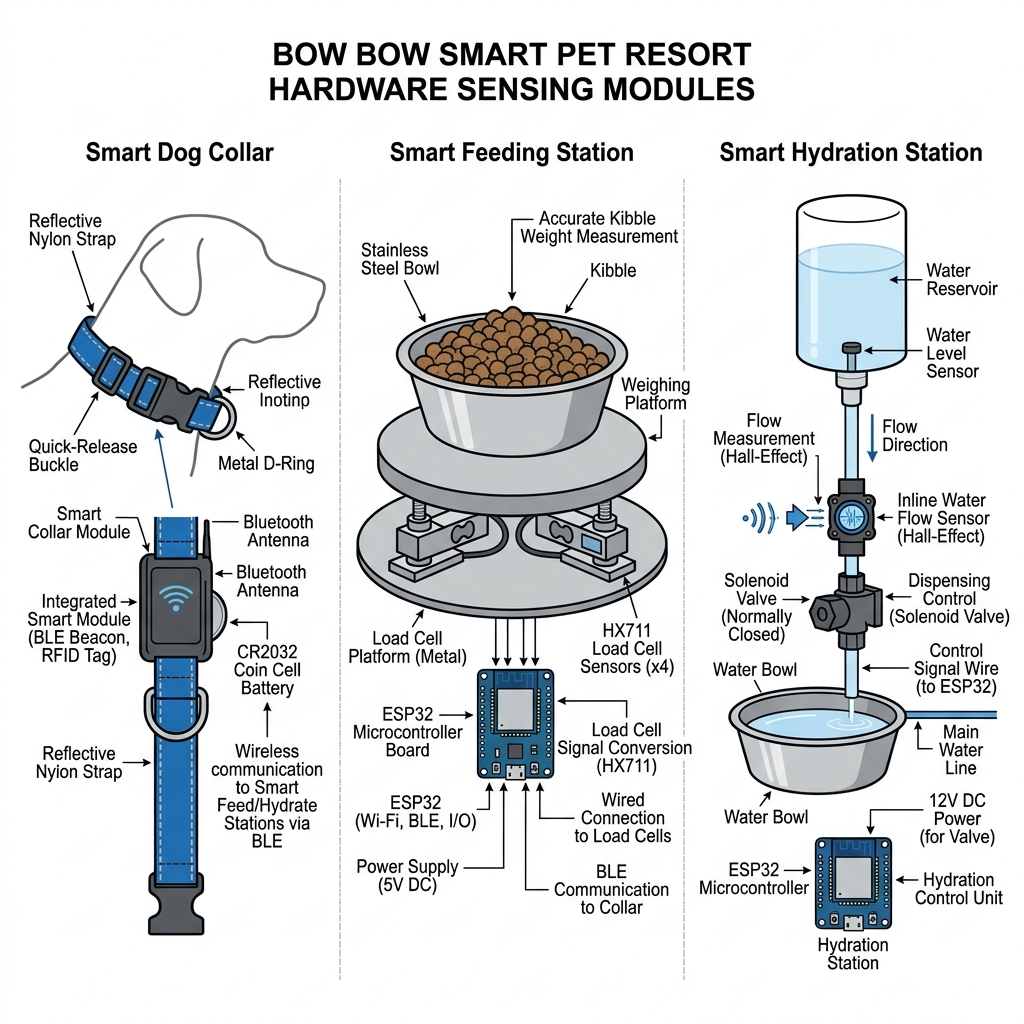 BOW BOW SMART PET RESORT
HARDWARE SENSING MODULES
Smart Dog Collar
Reflective
Nylon Strap
Reflective
Inotinp
Quick-Release
Buckle
Metal D-Ring
Smart
Collar Module
Bluetooth
Antenna
Bluetooth
Antenna
Integrated
Smart Module
(BLE Beacon,
RFID Tag)
CR2032
Coin Cell
Battery
Reflective
Nylon Strap
Wireless
communication
to Smart
Feed/Hydrate
Stations via
BLE
Smart Feeding Station
Accurate Kibble
Weight Measurement
Stainless
Steel Bowl
Kibble
Weighing
Platform
Load Cell
Platform (Metal)
HX711
Load Cell
Sensors (x4)
ESP32
Microcontroller
Board
Load Cell
Signal Conversion
(HX711)
ESP32
(Wi-Fi, BLE, I/O)
Wired
Connection
to Load Cells
Power Supply
(5V DC)
BLE
Communication
to Collar
Smart Hydration Station
Water
Reservoir
Water
Level
Sensor
Flow
Measurement
(Hall-Effect)
Flow
Direction
Inline Water
Flow Sensor
(Hall-Effect)
Solenoid
Valve
(Normally
Closed)
Dispensing
Control
(Solenoid Valve)
Water Bowl
Control
Signal Wire
(to ESP32)
Main
Water
Line
Water Bowl
12V DC
Power
(for Valve)
ESP32
Microcontroller
Hydration
Control Unit
Hydration
Station